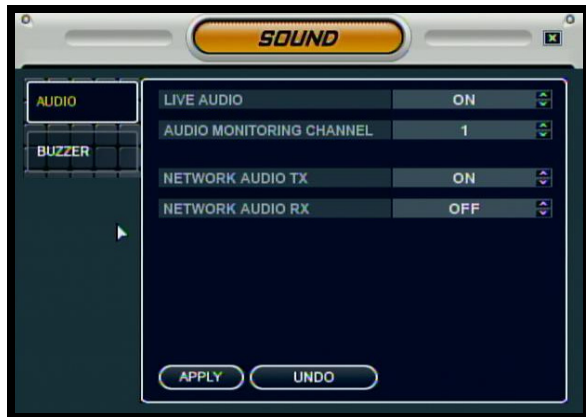 SOUND
AUDIO
BUZZER
LIVE AUDIO ON
AUDIO MONITORING CHANNEL 1
NETWORK AUDIO TX ON
NETWORK AUDIO RX OFF
APPLY UNDO